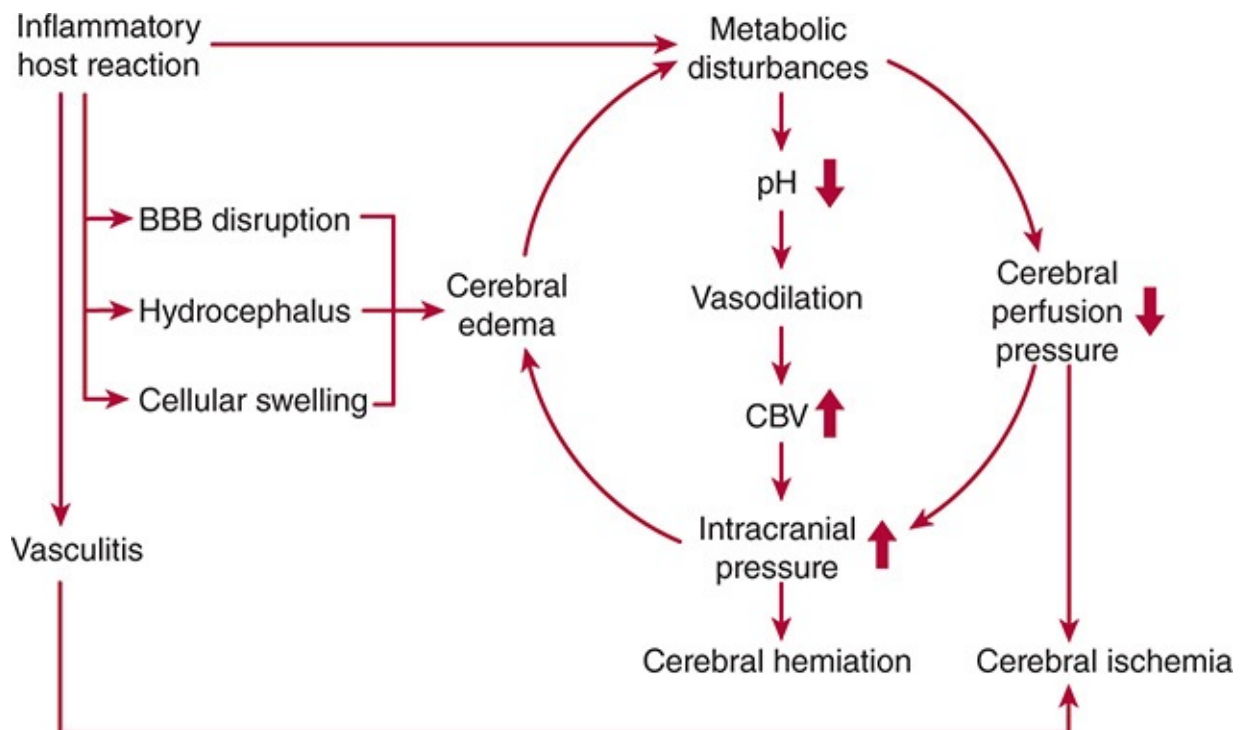 Inflammatory
host reaction
Metabolic
disturbances
pH
BBB disruption
Hydrocephalus
Cellular swelling
Cerebral
edema
Vasodilation
Cerebral
perfusion
pressure
CBV
Vasculitis
Intracranial
pressure
Cerebral hemiation
Cerebral ischemia